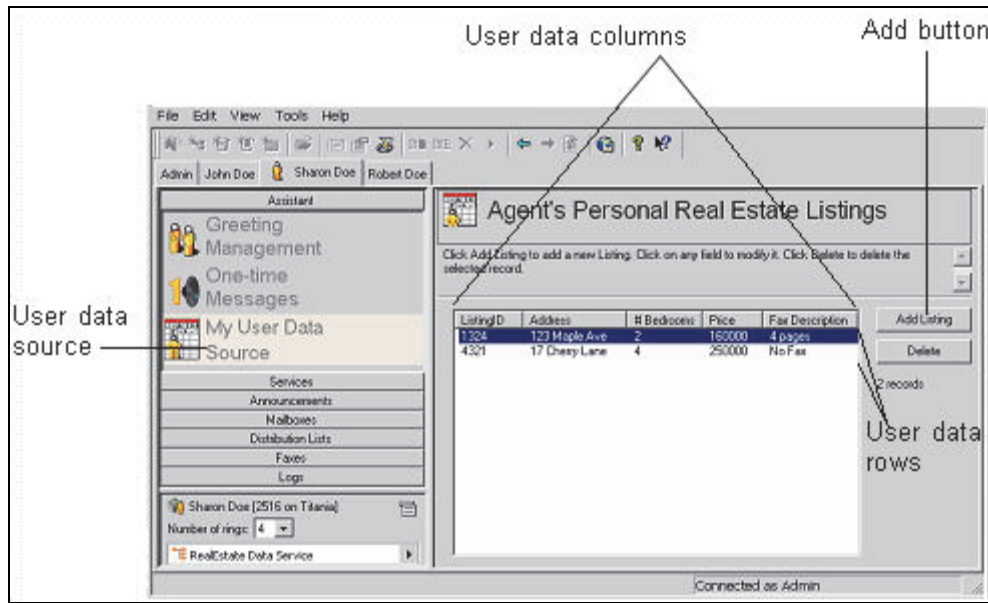 User data columns
Add button
File Edit View Tools Help
Admin John Doe Sharon Doe Robert Doe
Assistant
Greeting
Management
One-time
Messages
My User Data
Source
Services
Announcements
Mailboxes
Distribution Lists
Faxes
Logs
Sharon Doe [2516 on Titania]
Number of rings: 4
RealEstate Data Service
User data
source
Agent's Personal Real Estate Listings
Click Add Listing to add a new Listing. Click on any field to modify it. Click Delete to delete the
selected record.
ListingID Address # Bedrooms Price Fax Description
1324 123 Maple Ave 2 160000 4 pages
4321 17 Cherry Lane 4 250000 No Fax
Add Listing
Delete
2 records
User data
rows
Connected as Admin